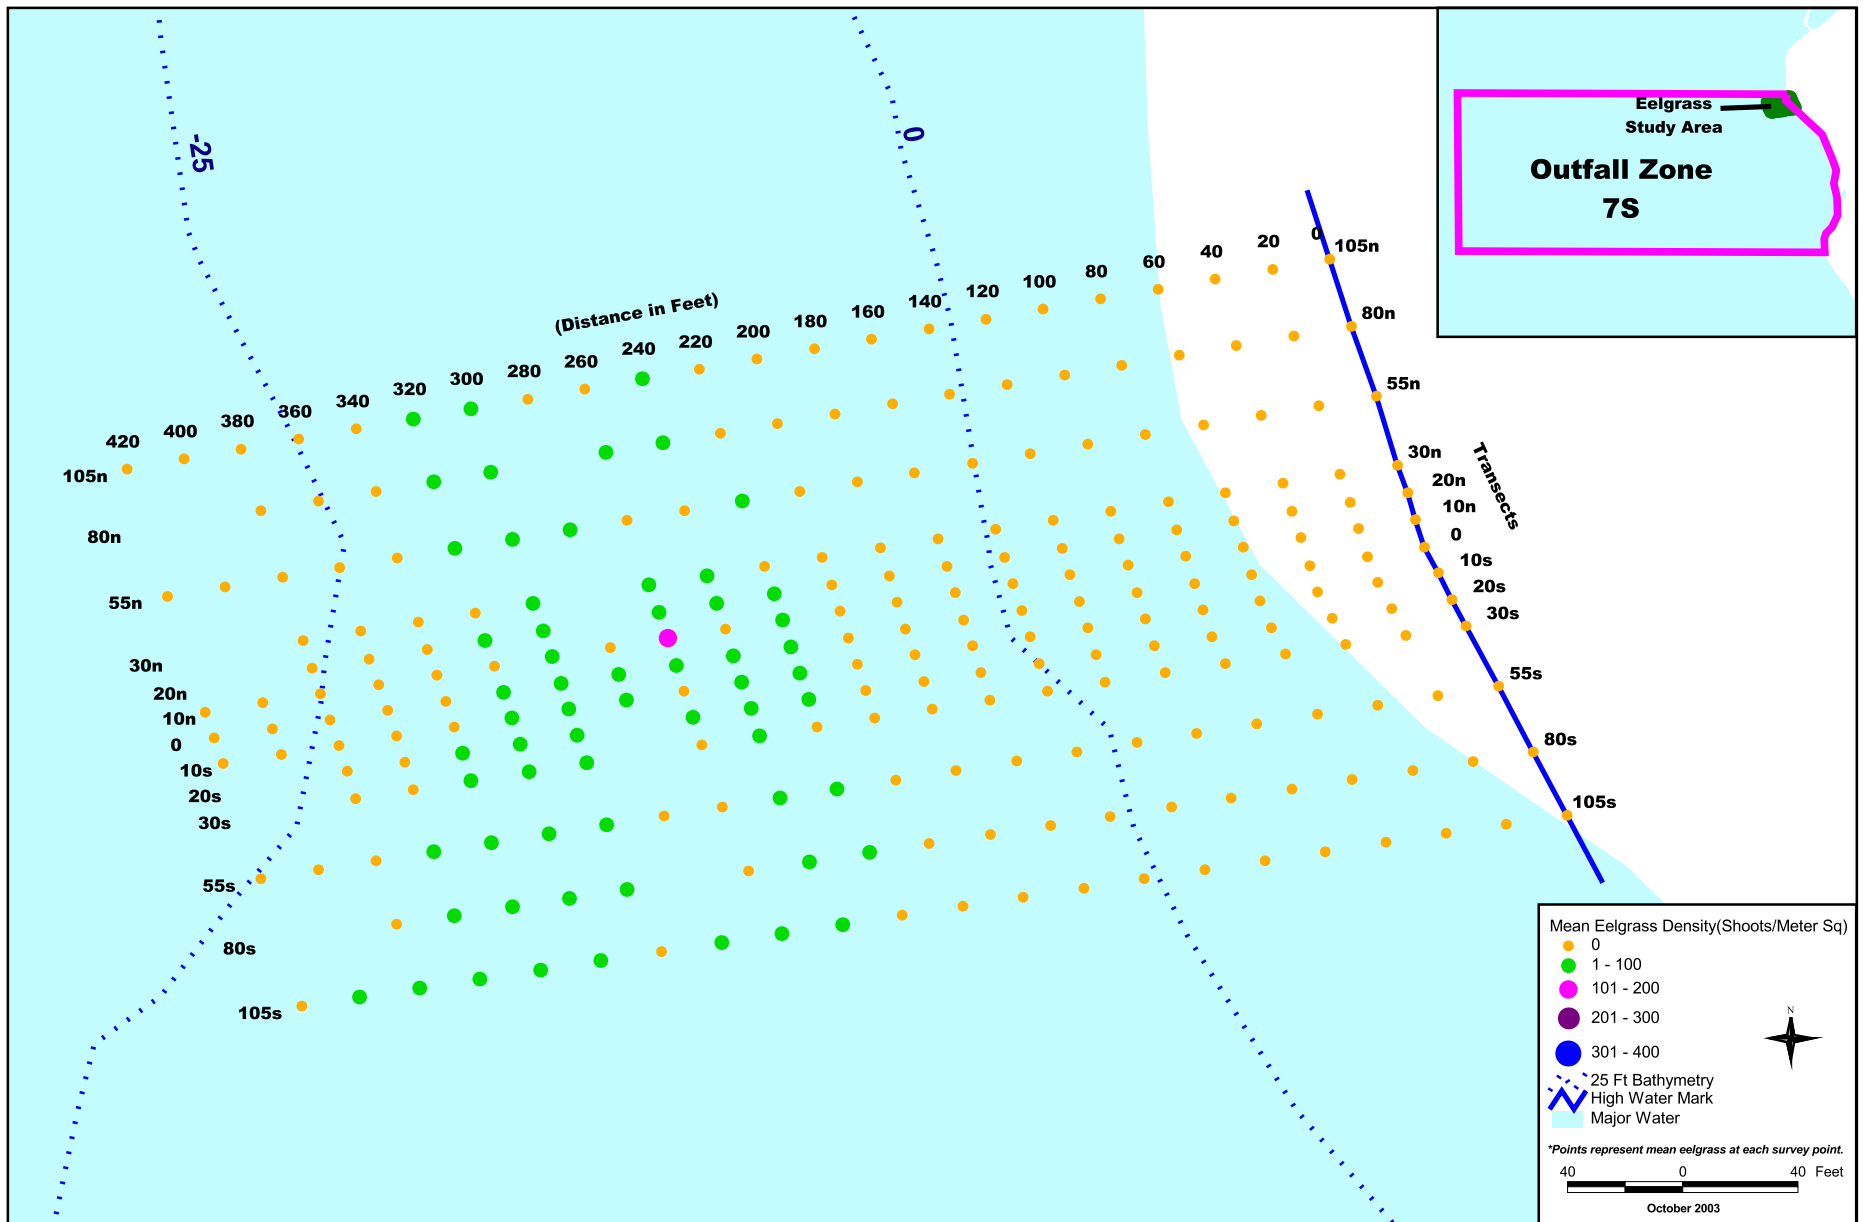 -25
0
Eelgrass
Study Area
Outfall Zone
7S
(Distance in Feet)
420 400 380 360 340 320 300 280 260 240 220 200 180 160 140 120 100 80 60 40 20 0
105n
80n
55n
30n
20n
10n
0
10s
20s
30s
55s
80s
105s
Transects
105n
80n
55n
30n
20n
10n
0
10s
20s
30s
55s
80s
105s
Mean Eelgrass Density(Shoots/Meter Sq)
0
1 - 100
101 - 200
201 - 300
301 - 400
25 Ft Bathymetry
High Water Mark
Major Water
N
*Points represent mean eelgrass at each survey point.
40 0 40 Feet
October 2003